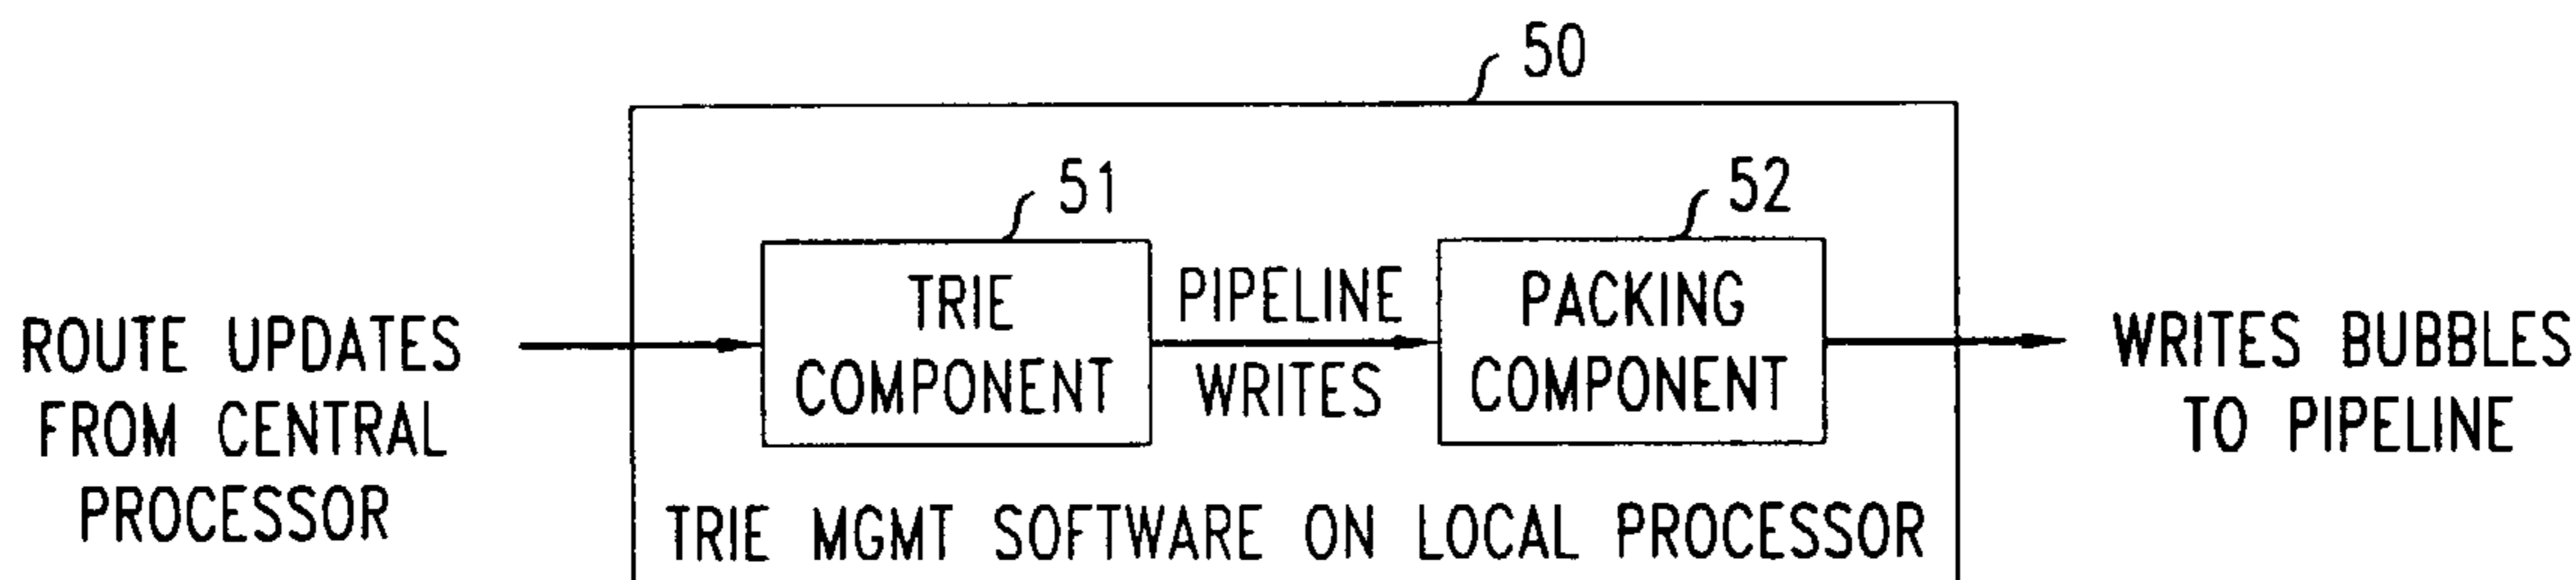 50
51
52
ROUTE UPDATES
FROM CENTRAL
PROCESSOR
TRIE
COMPONENT
PIPELINE
WRITES
PACKING
COMPONENT
WRITES BUBBLES
TO PIPELINE
TRIE MGMT SOFTWARE ON LOCAL PROCESSOR